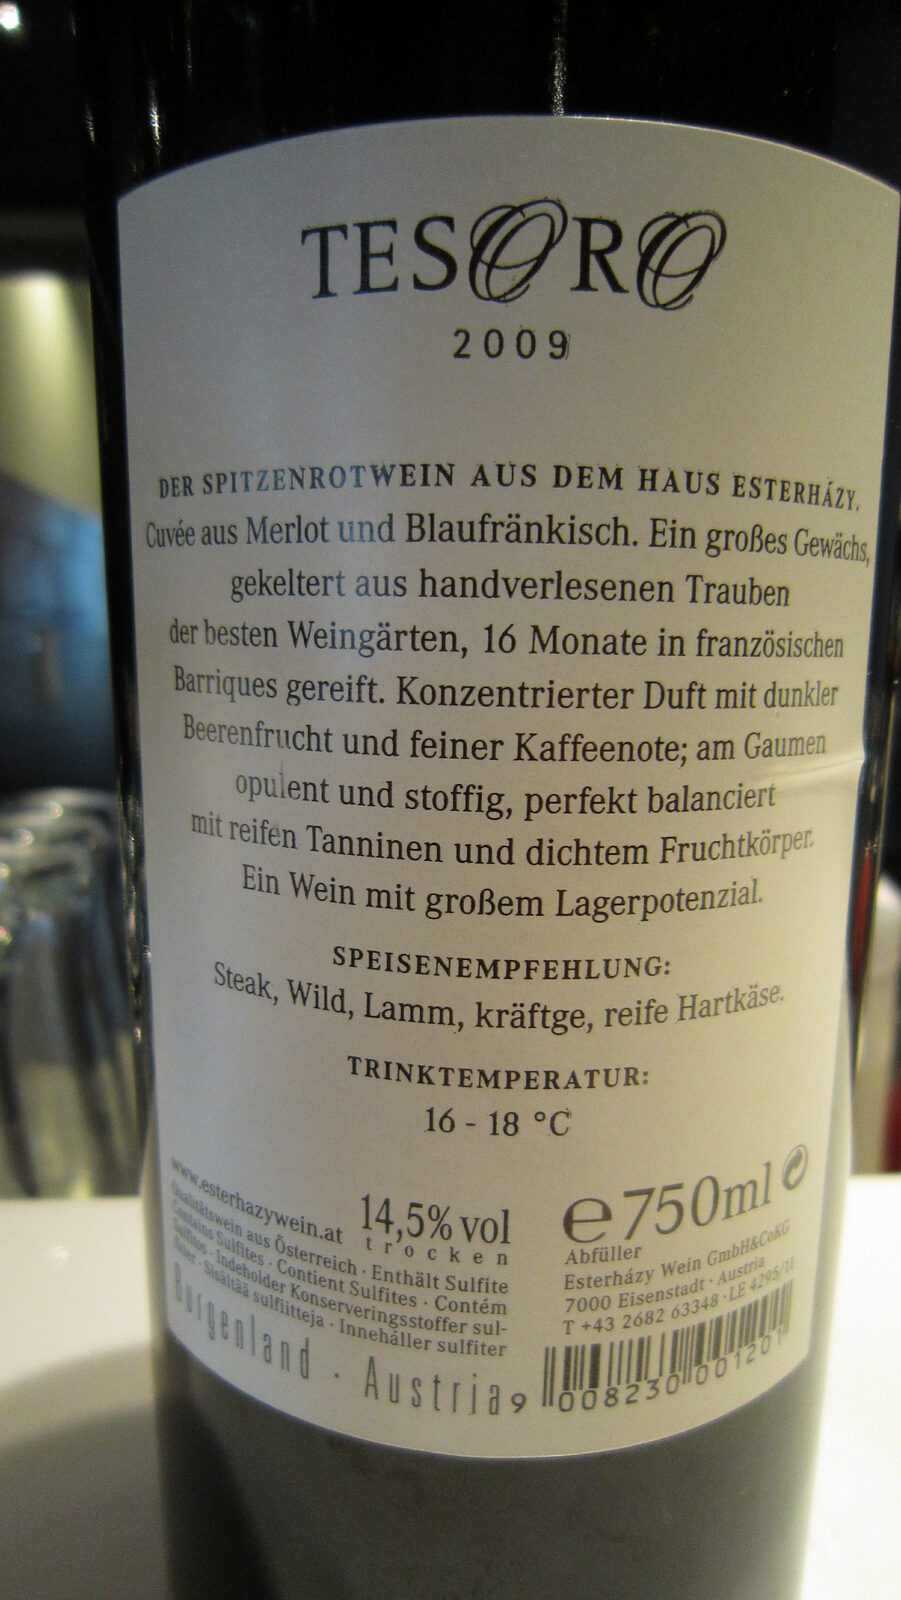 TESORO
2009
DER SPITZENROTWEIN AUS DEM HAUS ESTERHÁZY.
Cuvée aus Merlot und Blaufränkisch. Ein großes Gewächs,
gekeltert aus handverlesenen Trauben
der besten Weingärten, 16 Monate in französischen
Barriques gereift. Konzentrierter Duft mit dunkler
Beerenfrucht und feiner Kaffeenote; am Gaumen
opulent und stoffig, perfekt balanciert
mit reifen Tanninen und dichtem Fruchtkörper.
Ein Wein mit großem Lagerpotenzial.
SPEISENEMPFEHLUNG:
Steak, Wild, Lamm, kräftge, reife Hartkäse.
TRINKTEMPERATUR:
16 - 18 °C
www.esterhazywein.at
14,5% vol
trocken
Qualitätswein aus Österreich · Enthält Sulfite
Contains Sulfites · Contient Sulfites · Contém
Sulfitos · Indeholder Konserveringsstoffer sul-
fitter · Sisältää sulfiitteja · Innehåller sulfiter
Burgenland · Austria
e 750ml
Abfüller
Esterházy Wein GmbH&CoKG
7000 Eisenstadt · Austria
T +43 2682 63348 · LE 4295/11
9 008230 001201